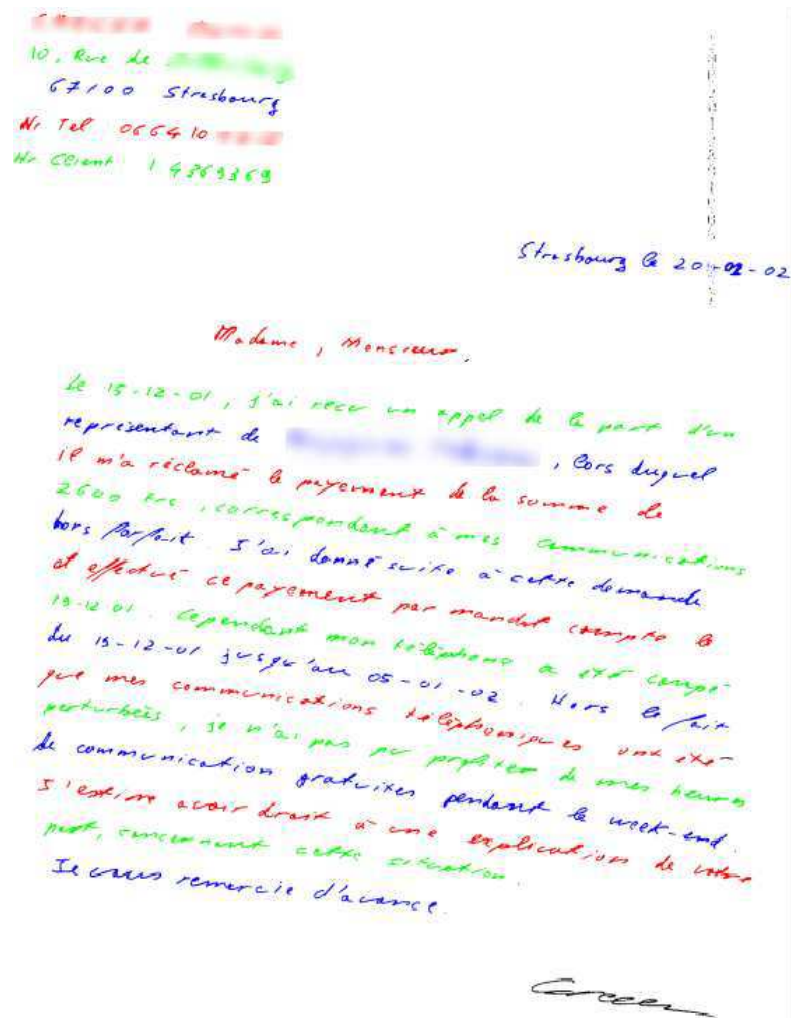 10, Rue de
67100 Strasbourg
Nr Tel 066410
Nr Client 14369369
Strasbourg le 20-02-02
Madame, Monsieur,
Le 15-12-01, j'ai recu un appel de la part d'un
représentant de , lors duquel
il m'a réclamé le payement de la somme de
2600 frs, correspondant à mes communications
hors forfait. J'ai donné suite à cette demande
et effectué ce payement par mandat compte le
19-12 01. Cependant mon téléphone a été coupé
du 15-12-01 jusqu'au 05-01-02. Hors le fait
que mes communications téléphoniques ont été
perturbées, je n'ai pas pu profiter de mes heures
de communication gratuites pendant le week-end.
J'estime avoir droit à une explication de votre
part, concernant cette situation.
Je vous remercie d'avance.